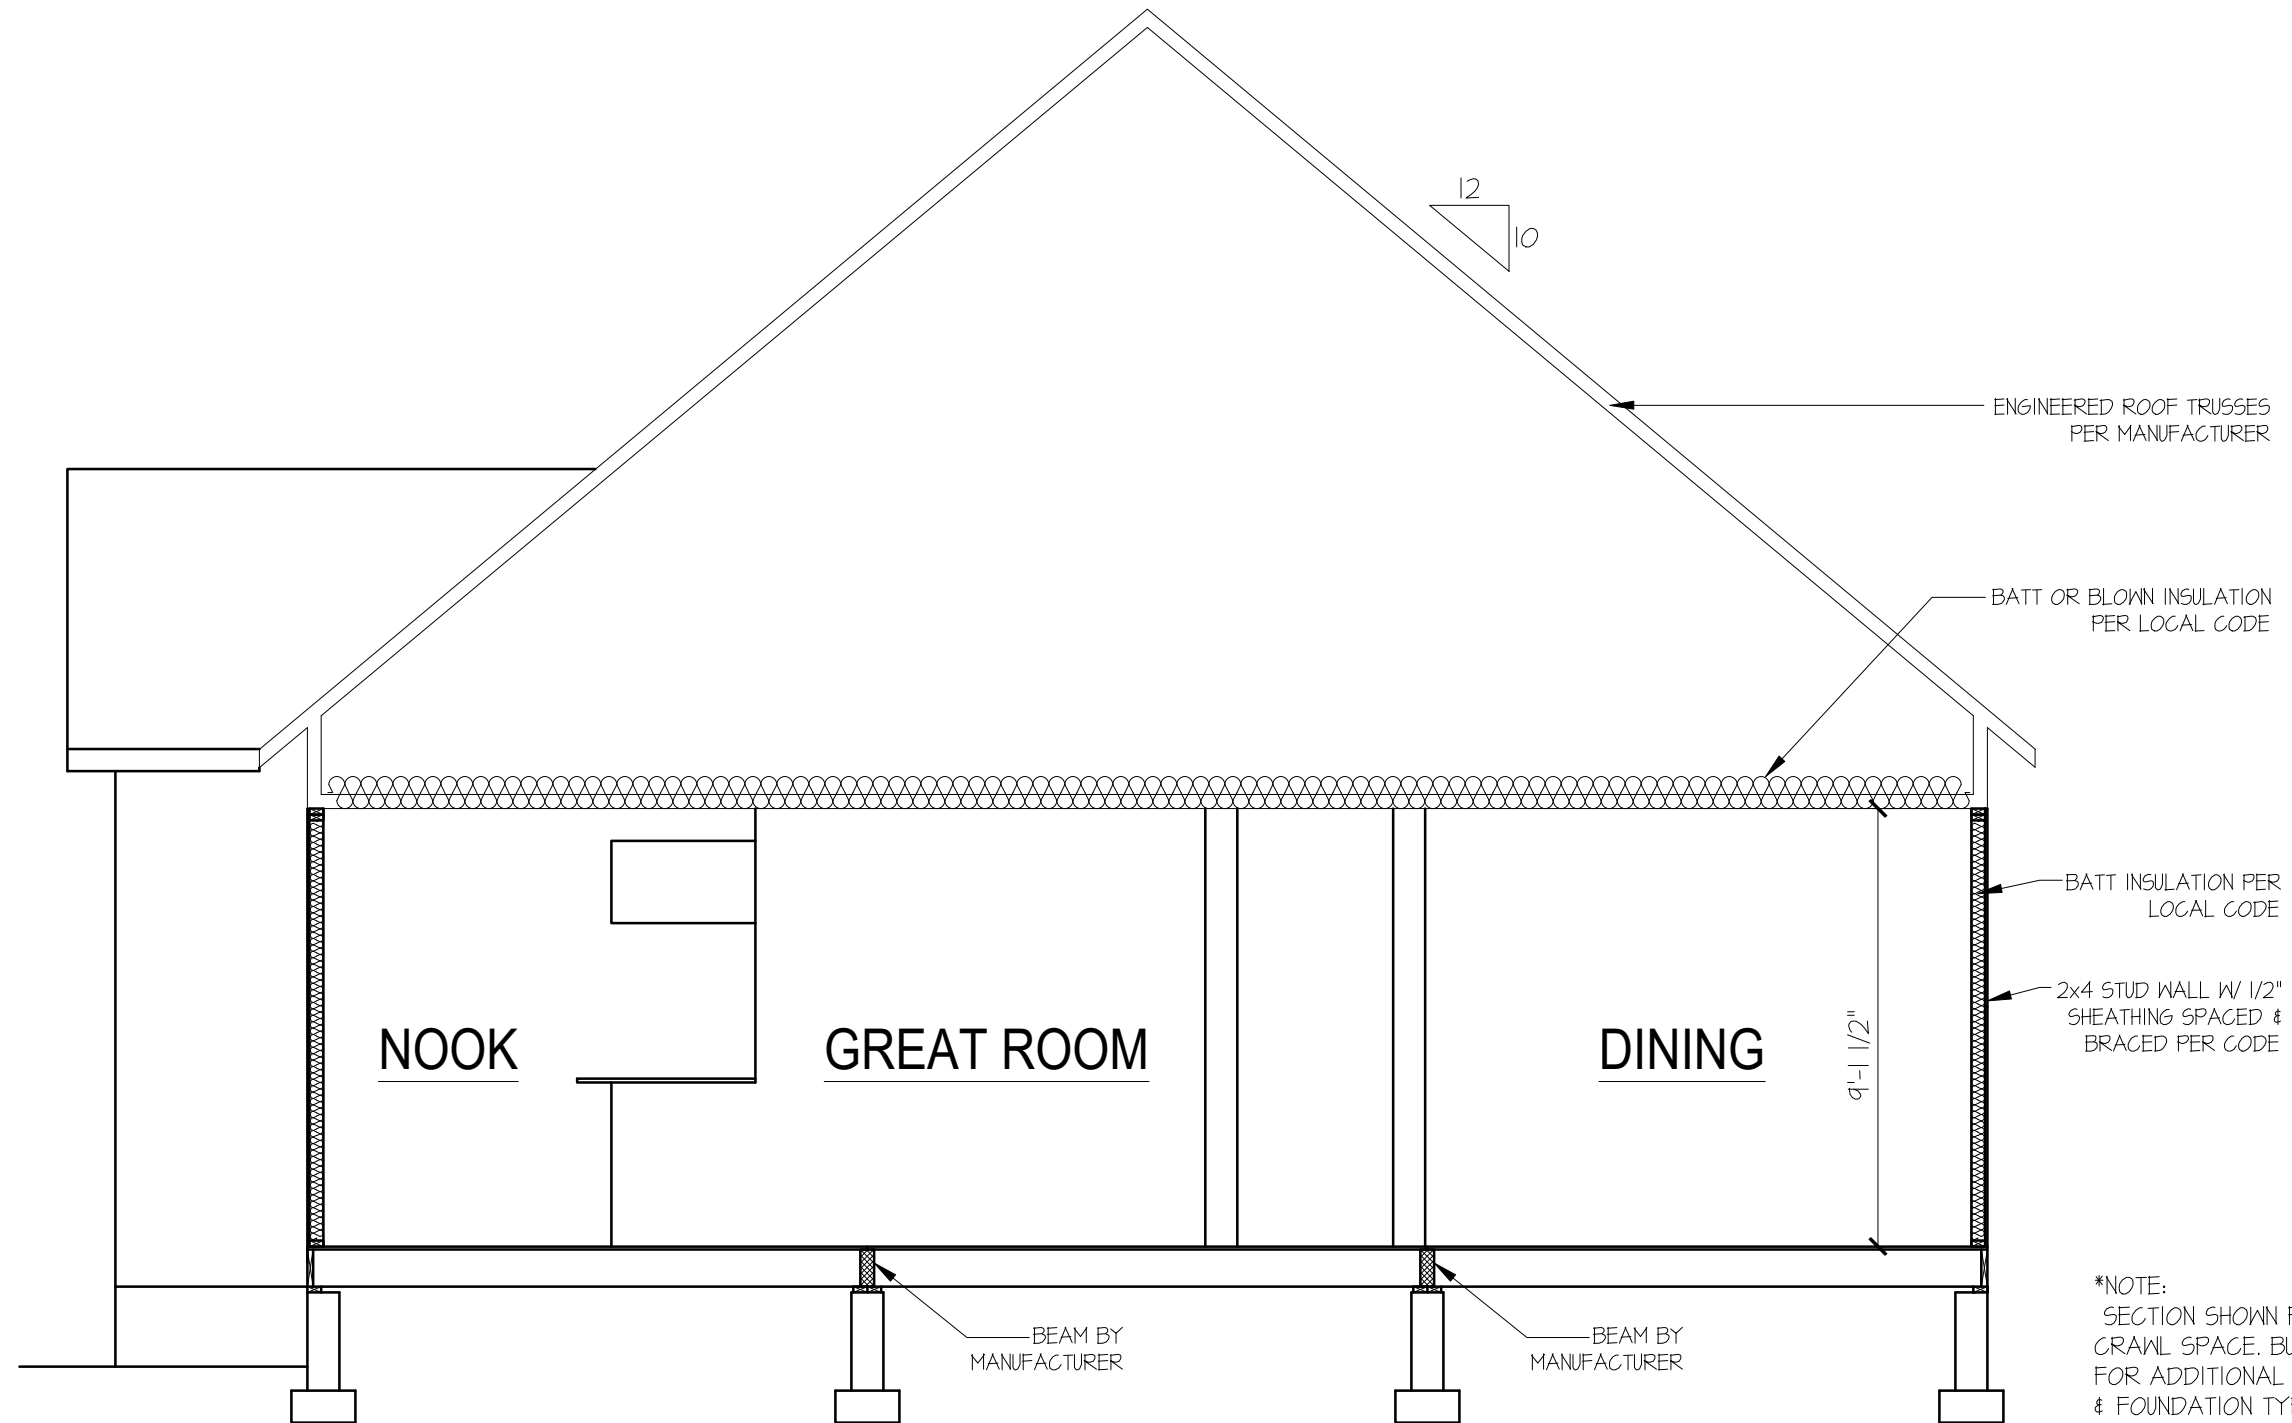 12
10
ENGINEERED ROOF TRUSSES
PER MANUFACTURER
BATT OR BLOWN INSULATION
PER LOCAL CODE
BATT INSULATION PER
LOCAL CODE
2x4 STUD WALL W/ 1/2"
SHEATHING SPACED &
BRACED PER CODE
NOOK
GREAT ROOM
DINING
9'-1 1/2"
BEAM BY
MANUFACTURER
BEAM BY
MANUFACTURER
*NOTE:
SECTION SHOWN
CRAWL SPACE.
FOR ADDITIONAL
& FOUNDATION